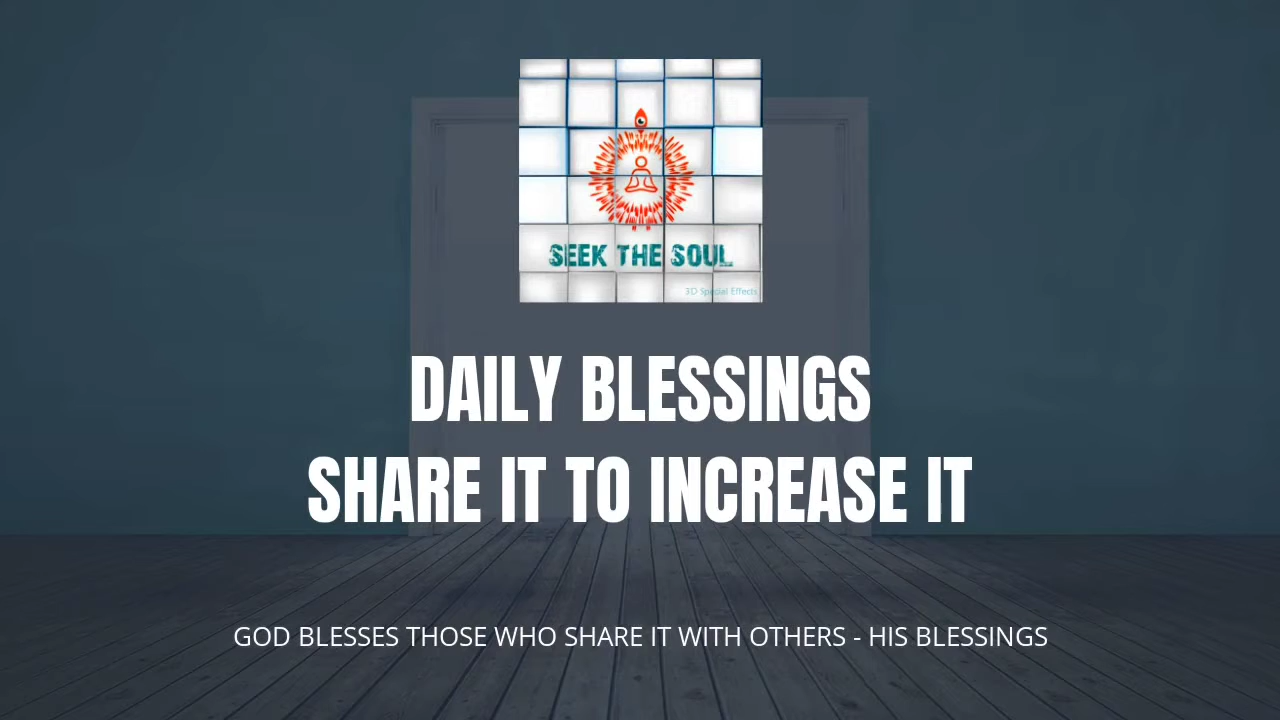 SEEK THE SOUL
3D Special Effects
DAILY BLESSINGS
SHARE IT TO INCREASE IT
GOD BLESSES THOSE WHO SHARE IT WITH OTHERS - HIS BLESSINGS